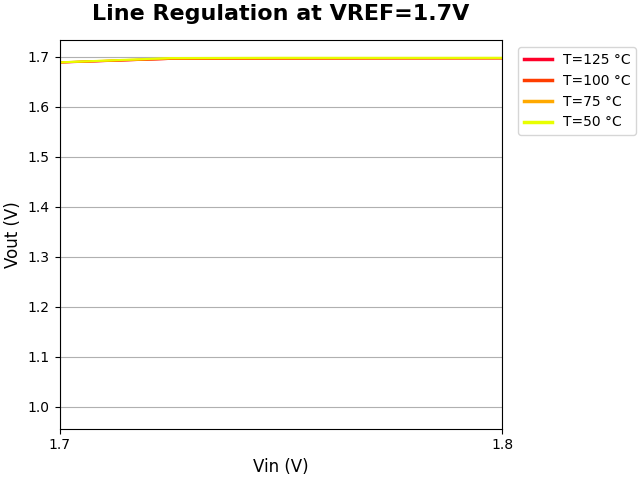 Line Regulation at VREF=1.7V
T=125 °C
T=100 °C
T=75 °C
T=50 °C
Vout (V)
1.7
1.6
1.5
1.4
1.3
1.2
1.1
1.0
1.7
1.8
Vin (V)